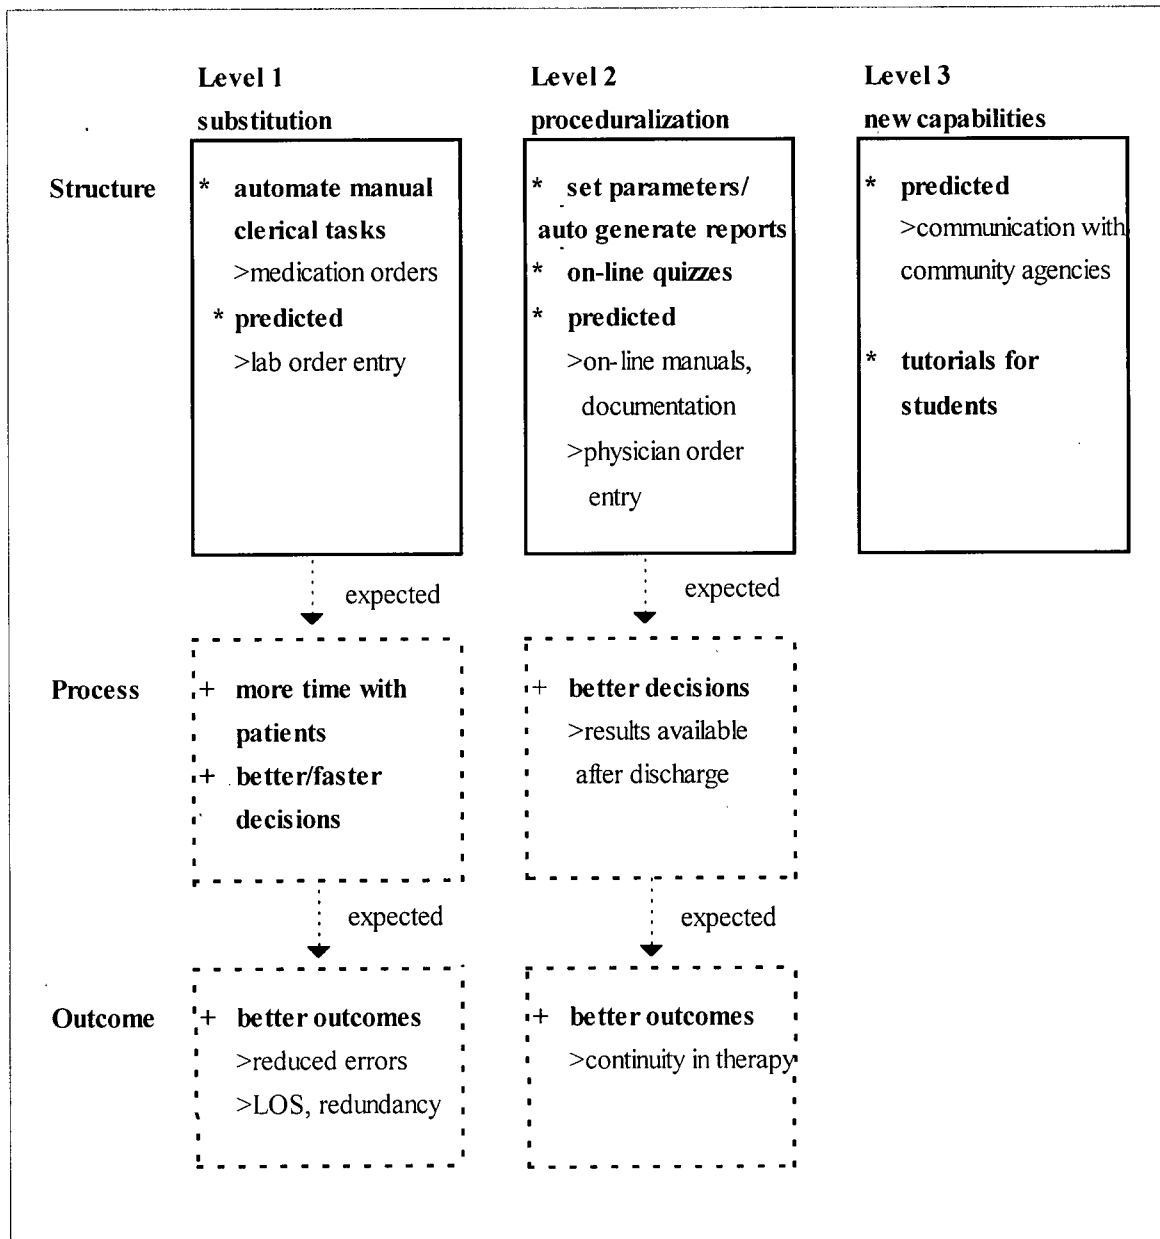 Level 1
substitution
Level 2
proceduralization
Level 3
new capabilities
Structure
* automate manual
clerical tasks
>medication orders
* predicted
>lab order entry
* set parameters/
auto generate reports
* on-line quizzes
* predicted
>on-line manuals,
documentation
>physician order
entry
* predicted
>communication with
community agencies
* tutorials for
students
expected
expected
Process
+ more time with
patients
+ better/faster
decisions
+ better decisions
>results available
after discharge
expected
expected
Outcome
+ better outcomes
>reduced errors
>LOS, redundancy
+ better outcomes
>continuity in therapy